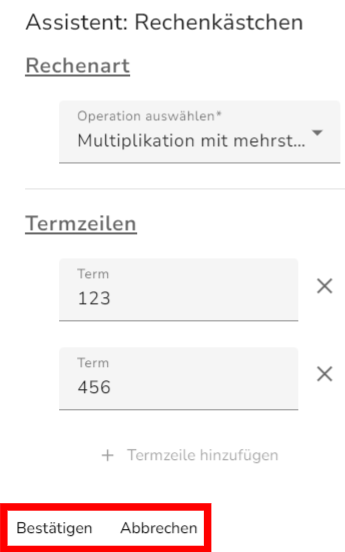 Assistent: Rechenkästchen
Rechenart
Operation auswählen*
Multiplikation mit mehrst...
Termzeilen
Term
123
Term
456
+ Termzeile hinzufügen
Bestätigen Abbrechen